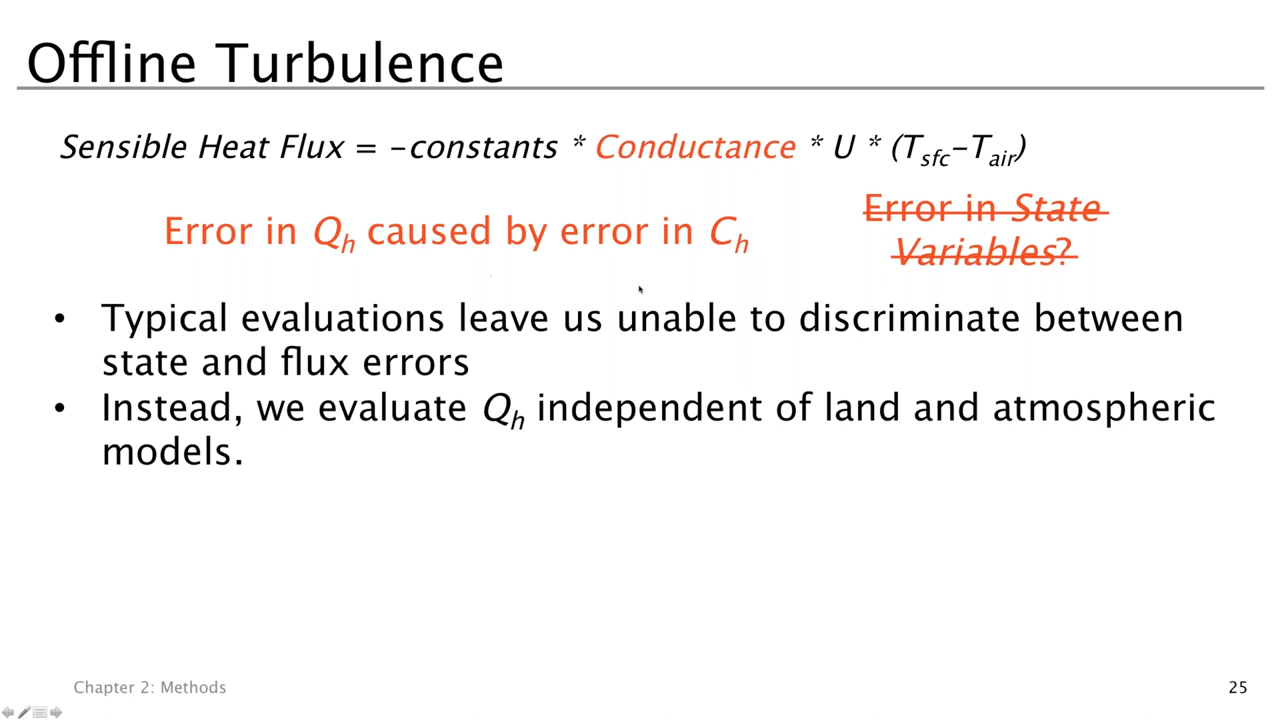 Offline Turbulence
Sensible Heat Flux = -constants * Conductance * U * (Tsfc-Tair)
Error in Qh caused by error in Ch
Error in State
Variables?
• Typical evaluations leave us unable to discriminate between
state and flux errors
• Instead, we evaluate Qh independent of land and atmospheric
models.
Chapter 2: Methods
25